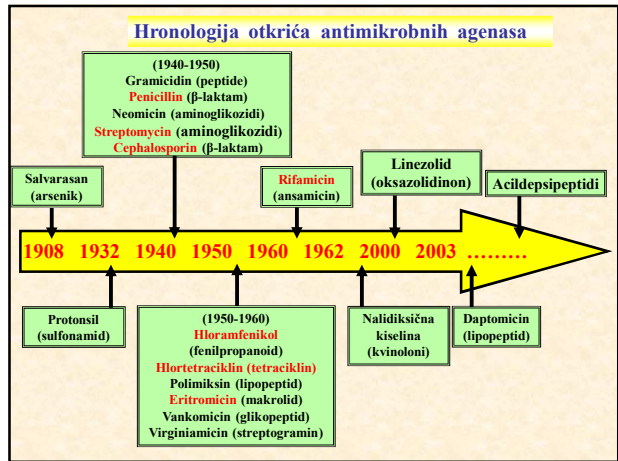 Hronologija otkrića antimikrobnih agenasa
(1940-1950)
Gramicidin (peptide)
Penicillin (β-laktam)
Neomicin (aminoglikozidi)
Streptomycin (aminoglikozidi)
Cephalosporin (β-laktam)
Salvarasan
(arsenik)
Rifamicin
(ansamicin)
Linezolid
(oksazolidinon)
Acildepsipeptidi
1908 1932 1940 1950 1960 1962 2000 2003 ………
Protonsil
(sulfonamid)
(1950-1960)
Hloramfenikol
(fenilpropanoid)
Hlortetraciklin (tetraciklin)
Polimiksin (lipopeptid)
Eritromicin (makrolid)
Vankomicin (glikopeptid)
Virginiamicin (streptogramin)
Nalidiksična
kiselina
(kvinoloni)
Daptomicin
(lipopeptid)